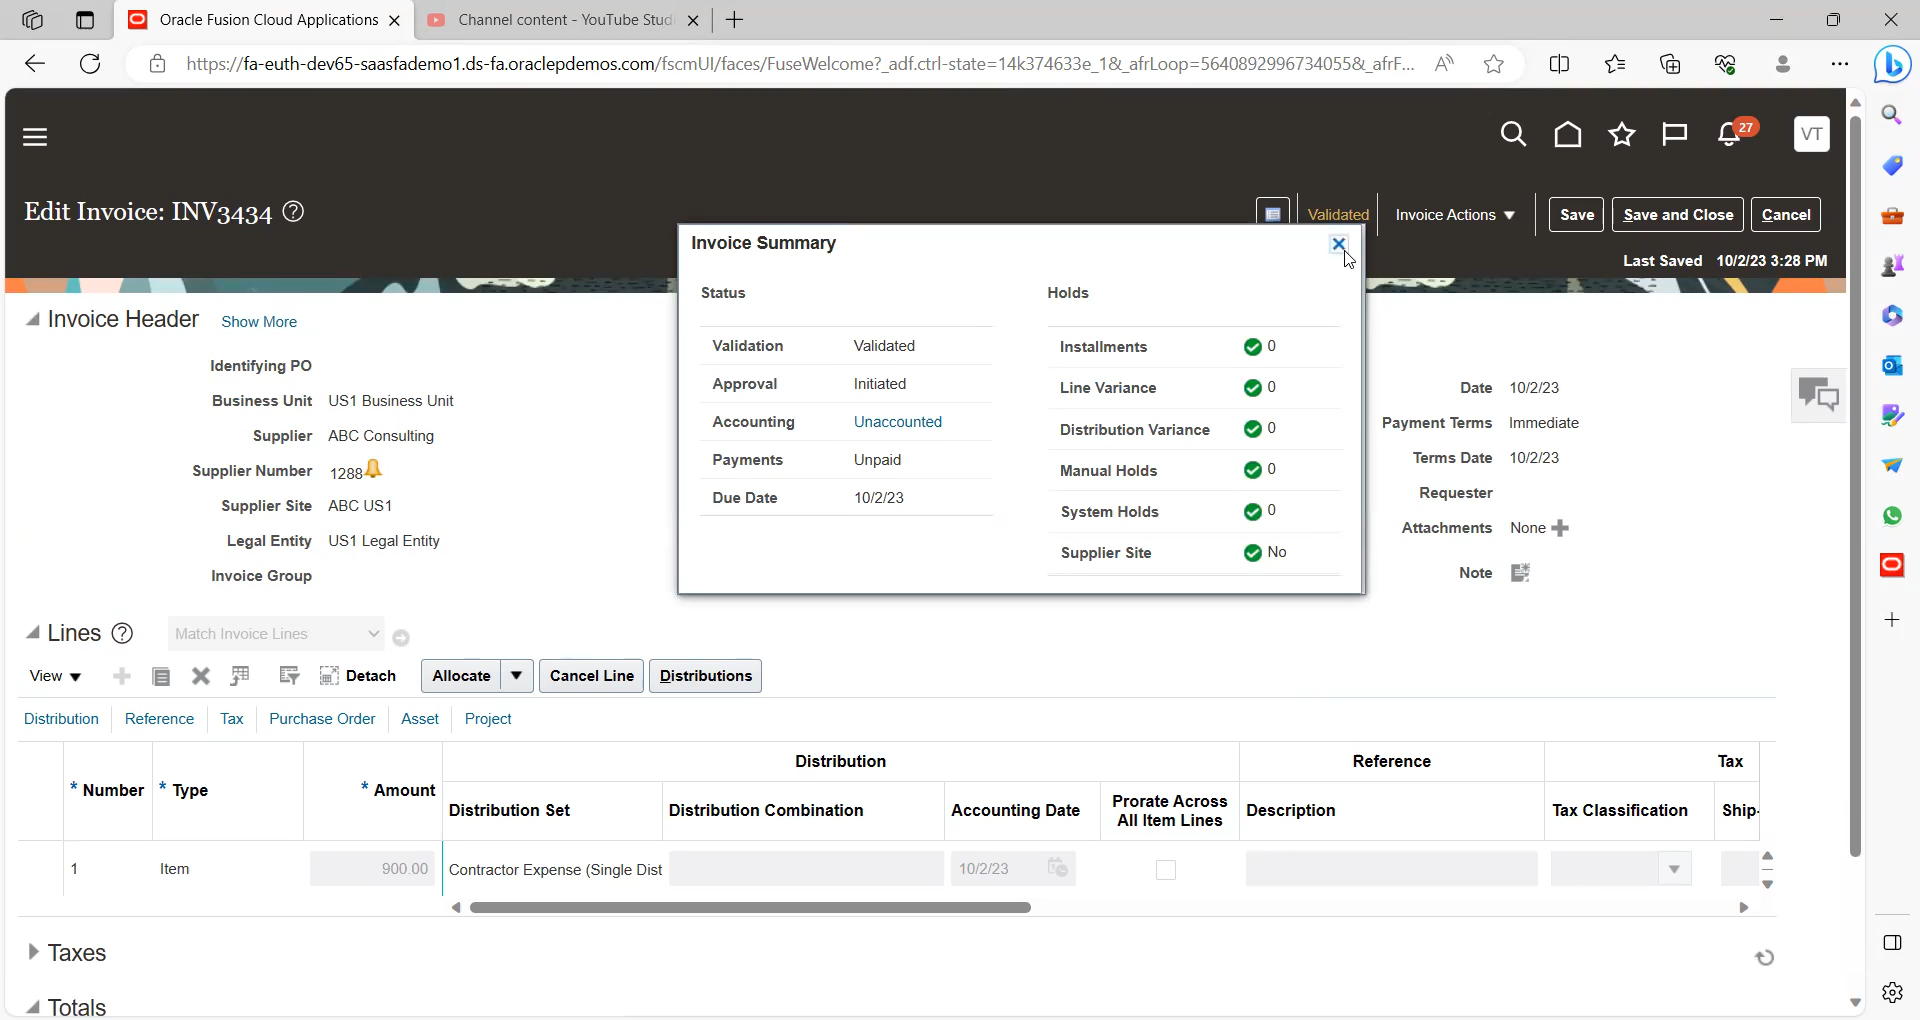 Oracle Fusion Cloud Applications
Channel content - YouTube Stud
https://fa-euth-dev65-saasfademo1.ds-fa.oraclepdemos.com/fscmUI/faces/FuseWelcome?_adf.ctrl-state=14k374633e_1&_afrLoop=56408929967334055&_afrF...
27
VT
Edit Invoice: INV3434
Validated
Invoice Actions
Save
Save and Close
Cancel
Last Saved 10/2/23 3:28 PM
Invoice Summary
Status
Holds
Validation Validated
Approval Initiated
Accounting Unaccounted
Payments Unpaid
Due Date 10/2/23
Installments 0
Line Variance 0
Distribution Variance 0
Manual Holds 0
System Holds 0
Supplier Site No
Invoice Header Show More
Identifying PO
Business Unit US1 Business Unit
Supplier ABC Consulting
Supplier Number 1288
Supplier Site ABC US1
Legal Entity US1 Legal Entity
Invoice Group
Date 10/2/23
Payment Terms Immediate
Terms Date 10/2/23
Requester
Attachments None
Note
Lines Match Invoice Lines
View Detach Allocate Cancel Line Distributions
Distribution Reference Tax Purchase Order Asset Project
Distribution Reference Tax
* Number * Type * Amount
Distribution Set Distribution Combination Accounting Date Prorate Across
All Item Lines
Description Tax Classification Ship-
1 Item 900.00 Contractor Expense (Single Dist 10/2/23
Taxes
Totals